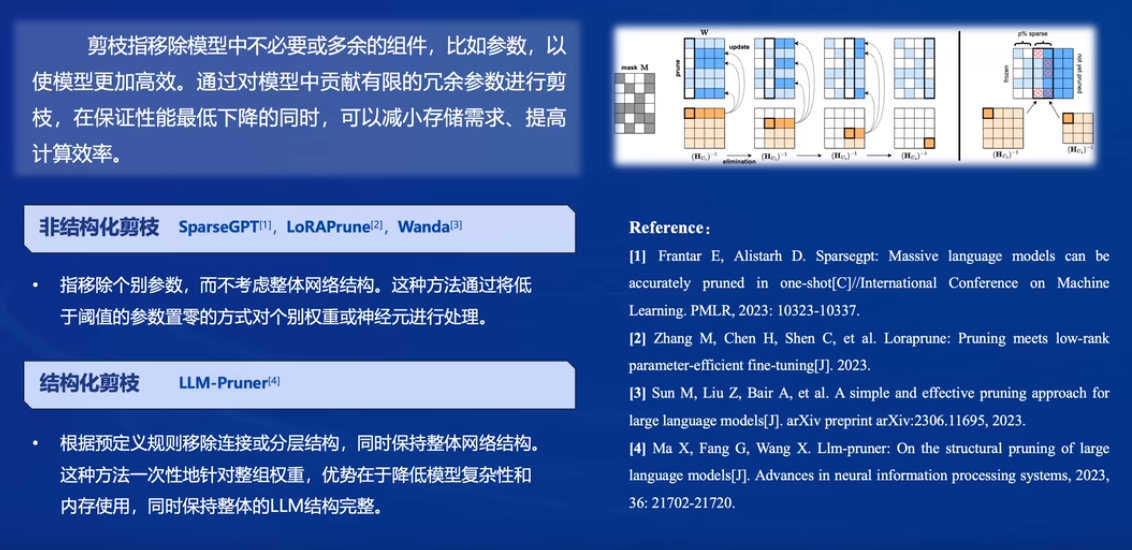 剪枝指移除模型中不必要或多余的组件，比如参数，以
使模型更加高效。通过对模型中贡献有限的冗余参数进行剪
枝，在保证性能最低下降的同时，可以减小存储需求、提高
计算效率。
非结构化剪枝 SparseGPT[1]，LoRAPrune[2]，Wanda[3]
• 指移除个别参数，而不考虑整体网络结构。这种方法通过将低
于阈值的参数置零的方式对个别权重或神经元进行处理。
结构化剪枝 LLM-Pruner[4]
• 根据预定义规则移除连接或分层结构，同时保持整体网络结构。
这种方法一次性地针对整组权重，优势在于降低模型复杂性和
内存使用，同时保持整体的LLM结构完整。
mask M
W
prune
update
(H_{U_1})^{-1}
elimination
(H_{U_2})^{-1}
(H_{U_3})^{-1}
(H_{U_4})^{-1}
p% sparse
frozen
not yet pruned
Reference：
[1] Frantar E, Alistarh D. Sparsegpt: Massive language models can be
accurately pruned in one-shot[C]//International Conference on Machine
Learning. PMLR, 2023: 10323-10337.
[2] Zhang M, Chen H, Shen C, et al. Loraprune: Pruning meets low-rank
parameter-efficient fine-tuning[J]. 2023.
[3] Sun M, Liu Z, Bair A, et al. A simple and effective pruning approach for
large language models[J]. arXiv preprint arXiv:2306.11695, 2023.
[4] Ma X, Fang G, Wang X. Llm-pruner: On the structural pruning of large
language models[J]. Advances in neural information processing systems, 2023,
36: 21702-21720.